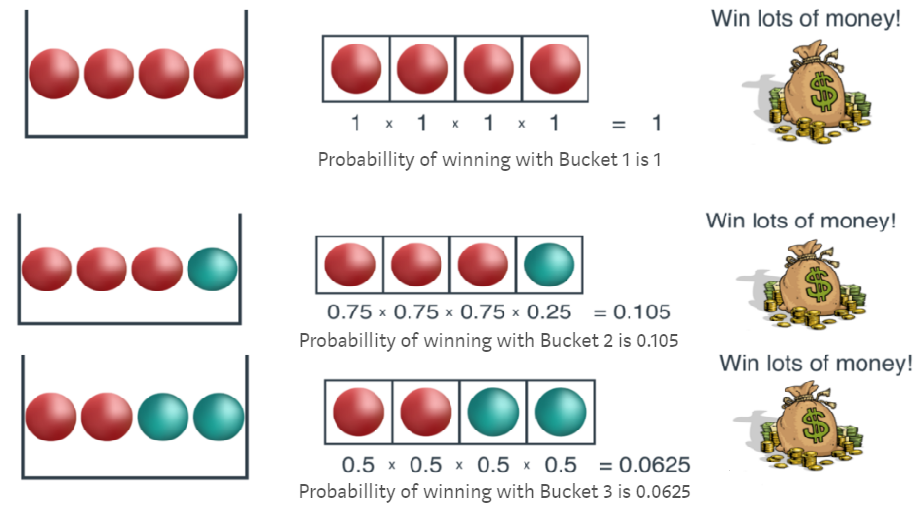 Win lots of money!
$
1 x 1 x 1 x 1 = 1
Probabillity of winning with Bucket 1 is 1
Win lots of money!
$
0.75 x 0.75 x 0.75 x 0.25 = 0.105
Probabillity of winning with Bucket 2 is 0.105
Win lots of money!
$
0.5 x 0.5 x 0.5 x 0.5 = 0.0625
Probabillity of winning with Bucket 3 is 0.0625